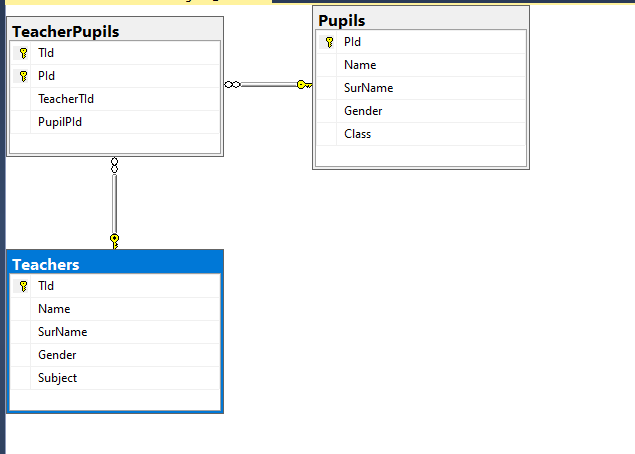 TeacherPupils
TId
PId
TeacherTId
PupilPId
Pupils
PId
Name
SurName
Gender
Class
Teachers
TId
Name
SurName
Gender
Subject